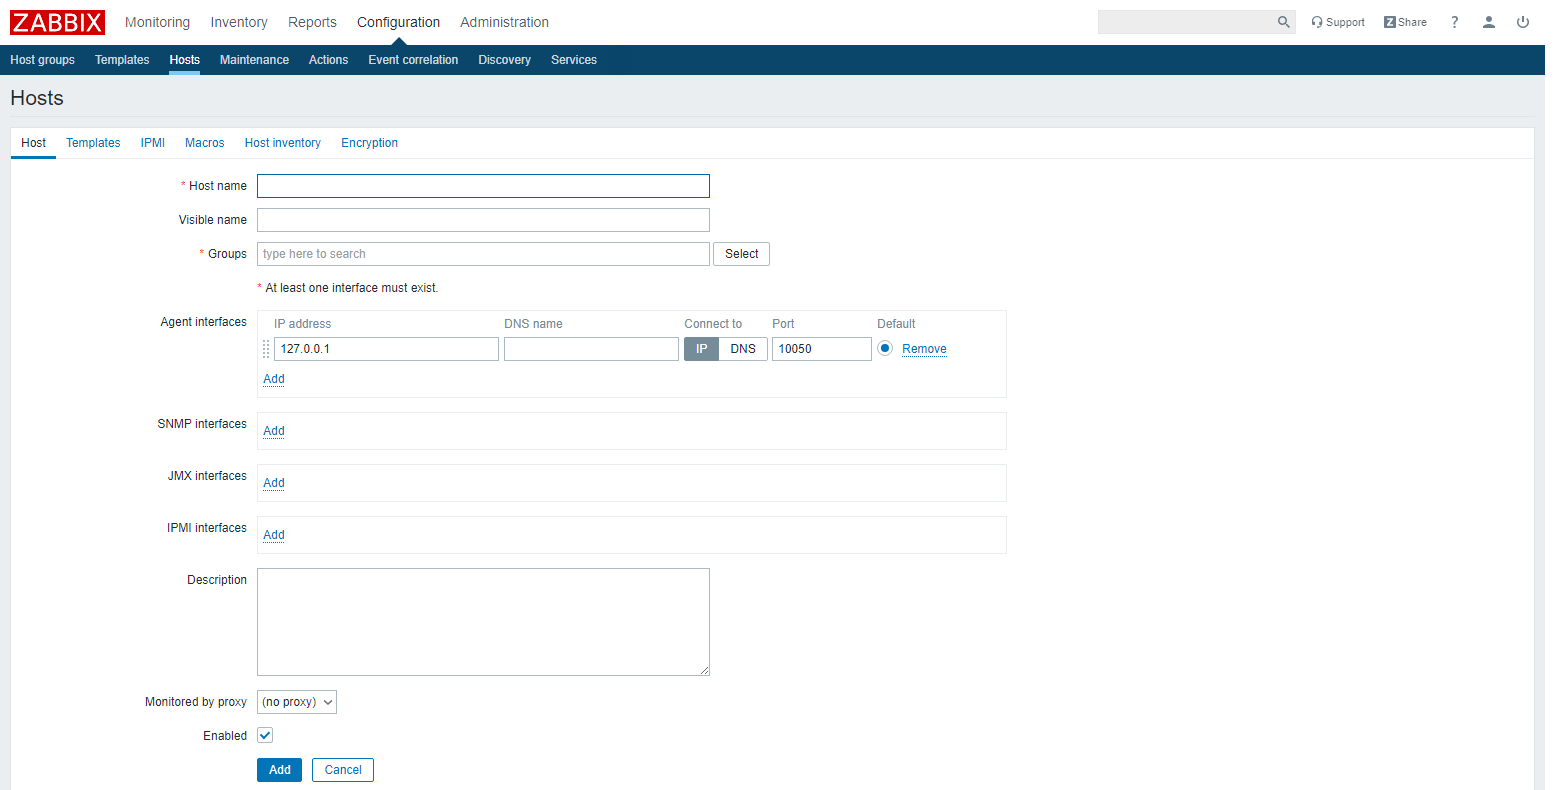 ZABBIX Monitoring Inventory Reports Configuration Administration Support Z Share ?
Host groups Templates Hosts Maintenance Actions Event correlation Discovery Services
Hosts
Host Templates IPMI Macros Host inventory Encryption
* Host name
Visible name
* Groups type here to search Select
* At least one interface must exist.
Agent interfaces IP address DNS name Connect to Port Default
127.0.0.1 IP DNS 10050 Remove
Add
SNMP interfaces Add
JMX interfaces Add
IPMI interfaces Add
Description
Monitored by proxy (no proxy)
Enabled
Add Cancel